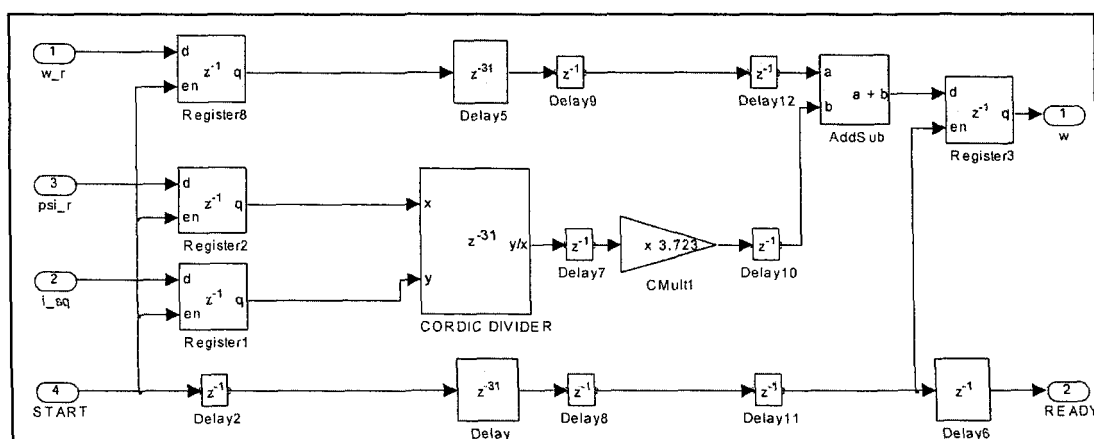 1
w_r
d
en
z-1
q
Register8
z-31
Delay5
z-1
Delay9
z-1
Delay12
a
b
a + b
AddSub
d
en
z-1
q
Register3
1
w
3
psi_r
d
en
z-1
q
Register2
x
y
z-31
y/x
CORDIC DIVIDER
z-1
Delay7
x 3.723
CMult1
z-1
Delay10
2
i_sq
d
en
z-1
q
Register1
4
START
z-1
Delay2
z-31
Delay
z-1
Delay8
z-1
Delay11
z-1
Delay6
2
READY